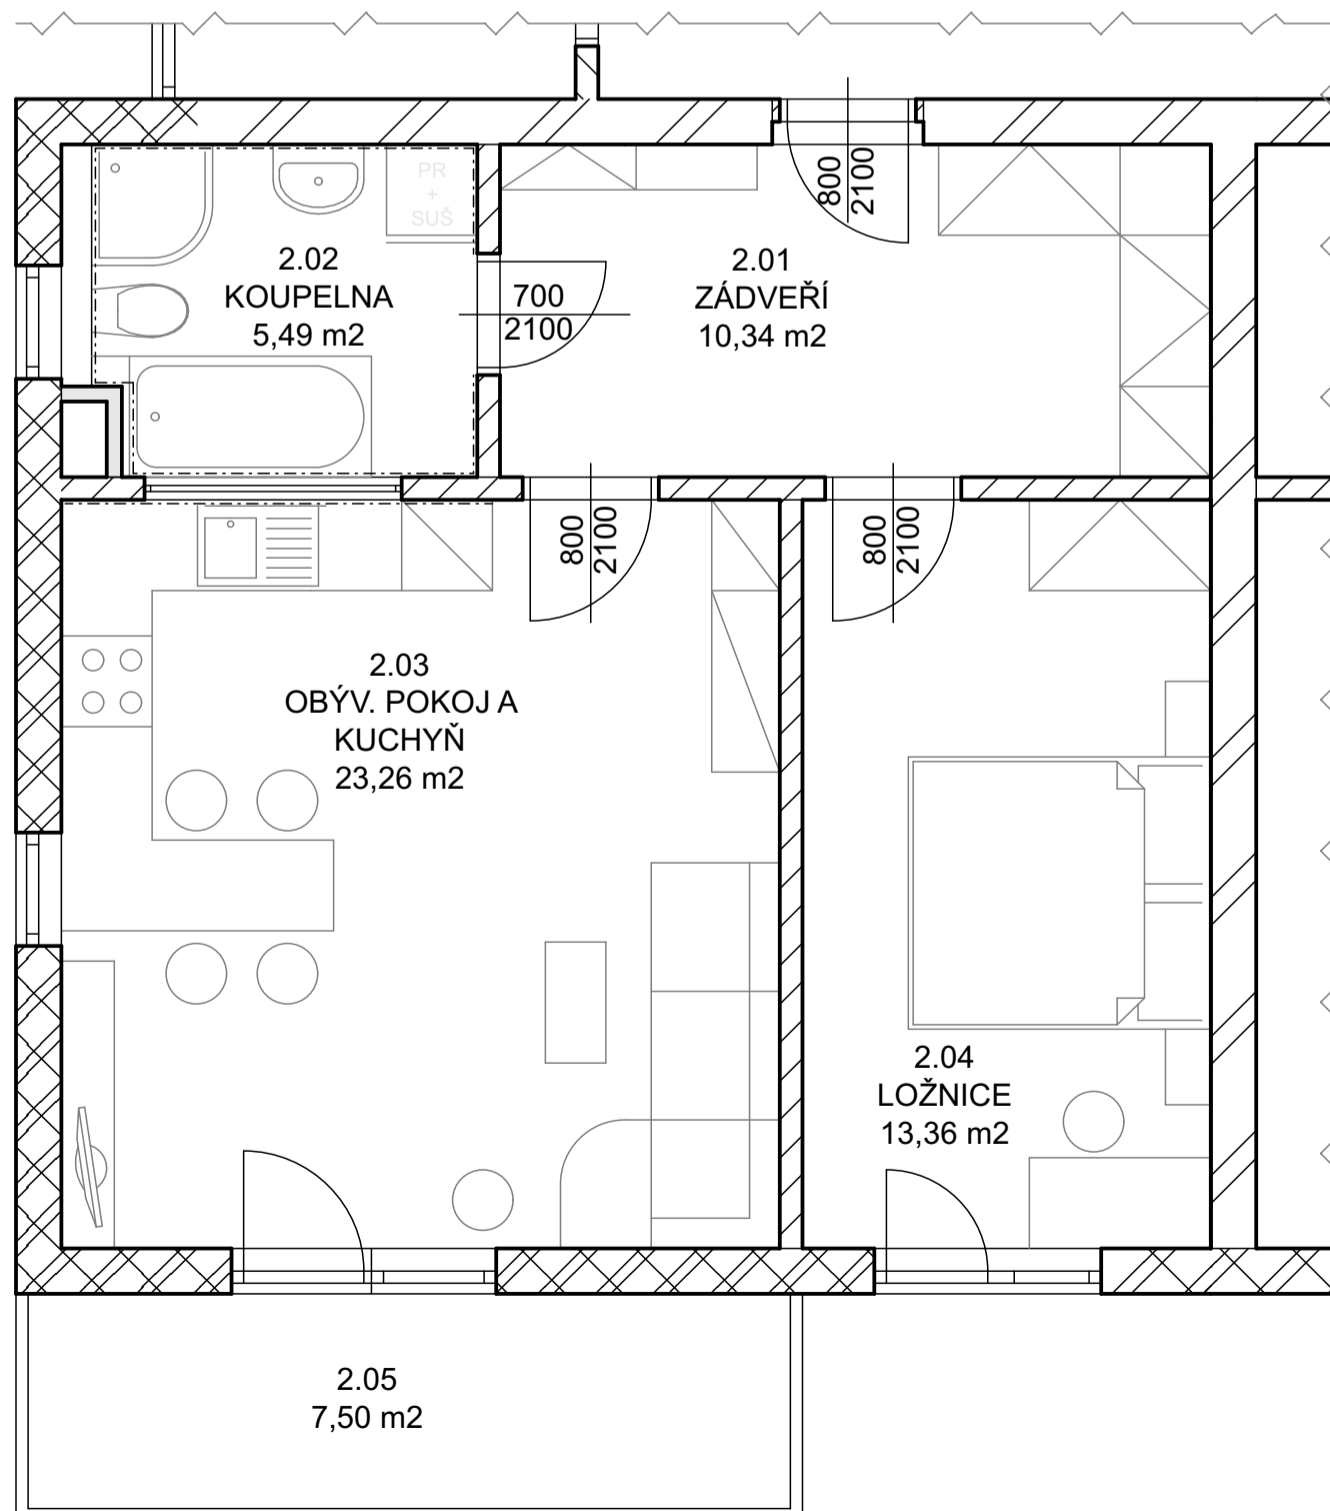 PR
+
SUŠ
800
2100
2.02
KOUPELNA
5,49 m2
2.01
ZÁDVEŘÍ
10,34 m2
700
2100
800
2100
800
2100
2.03
OBÝV. POKOJ A
KUCHYŇ
23,26 m2
2.04
LOŽNICE
13,36 m2
2.05
7,50 m2